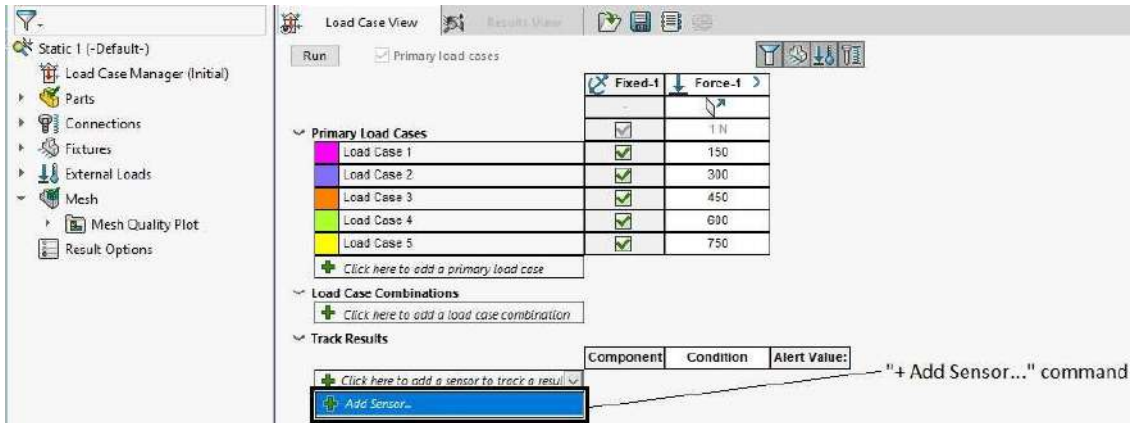 Load Case View
Results View
Static 1 (-Default-)
Load Case Manager (Initial)
Parts
Connections
Fixtures
External Loads
Mesh
Mesh Quality Plot
Result Options
Run
Primary load cases
Fixed-1
Force-1
-
Primary Load Cases
1 N
Load Case 1
150
Load Case 2
300
Load Case 3
450
Load Case 4
600
Load Case 5
750
Click here to add a primary load case
Load Case Combinations
Click here to add a load case combination
Track Results
Component Condition Alert Value:
Click here to add a sensor to track a resul
Add Sensor...
"+ Add Sensor..." command